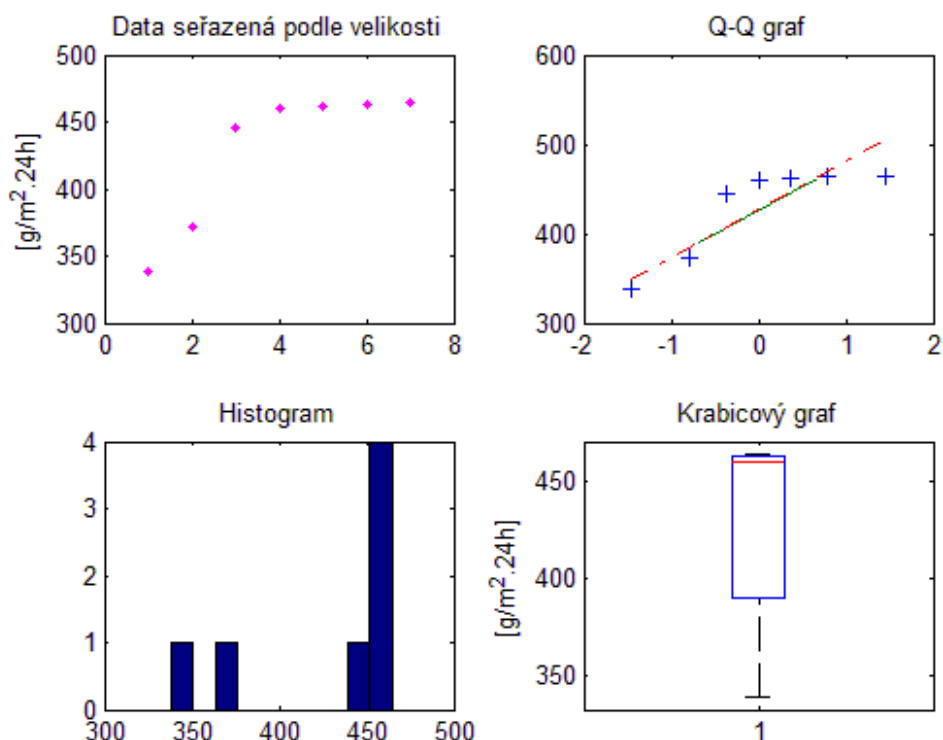 Data seřazená podle velikosti
500
450
400
350
300
[g/m².24h]
0 2 4 6 8
Q-Q graf
600
500
400
300
-2 -1 0 1 2
Histogram
4
3
2
1
0
300 350 400 450 500
Krabicový graf
450
400
350
[g/m².24h]
1